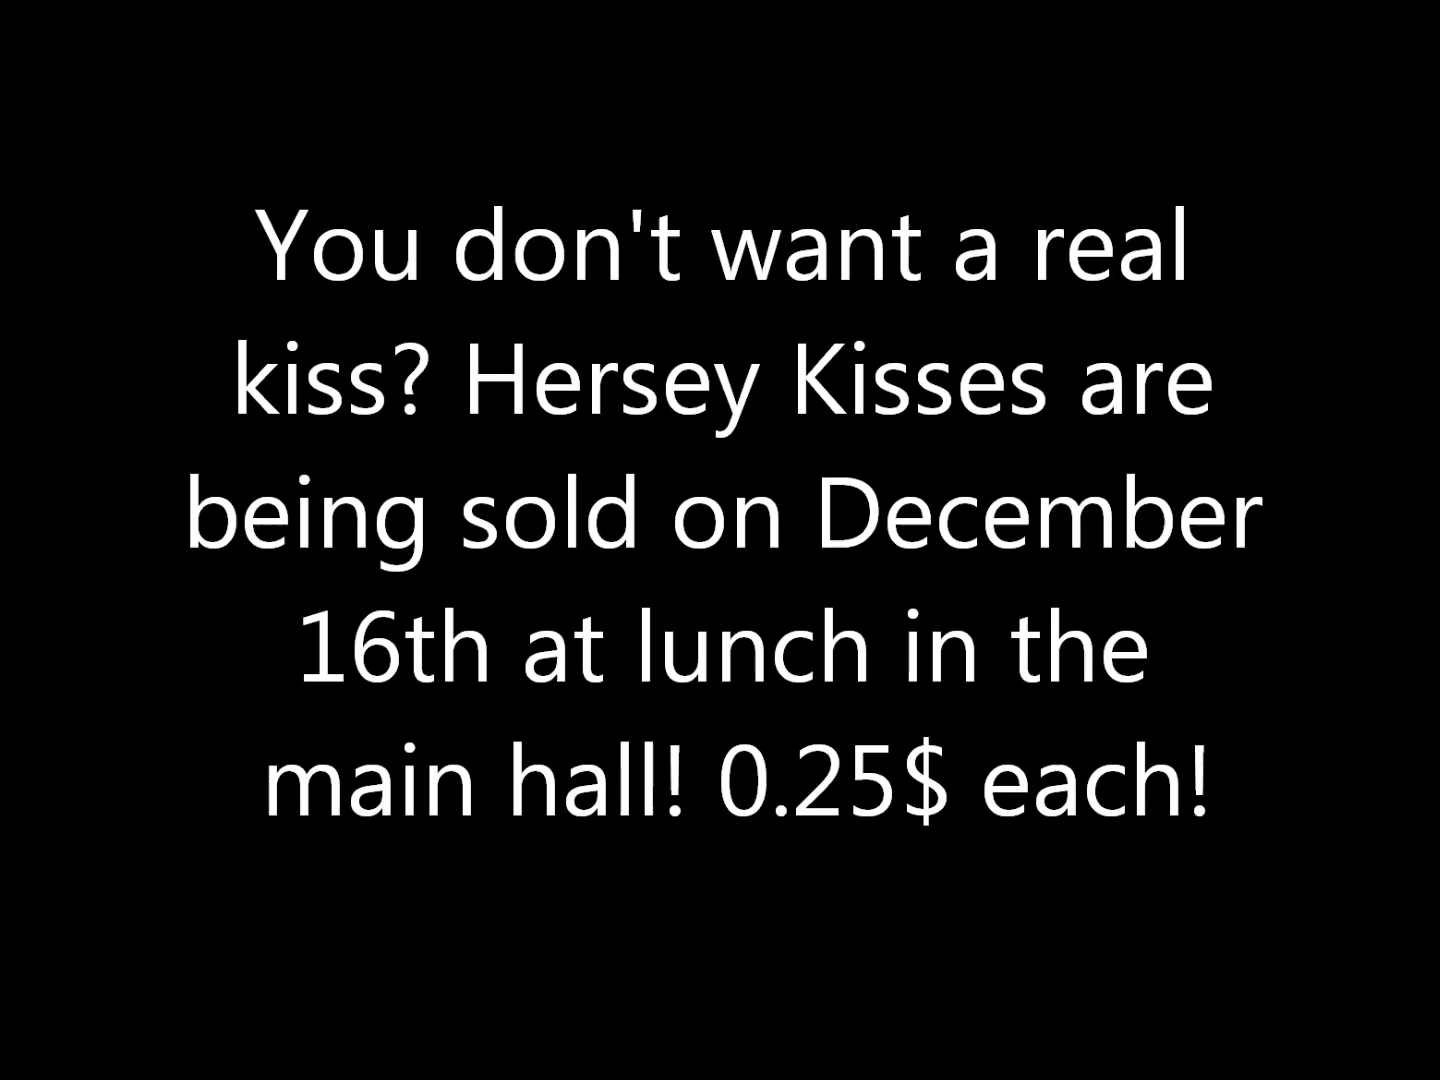 You don't want a real
kiss? Hersey Kisses are
being sold on December
16th at lunch in the
main hall! 0.25$ each!